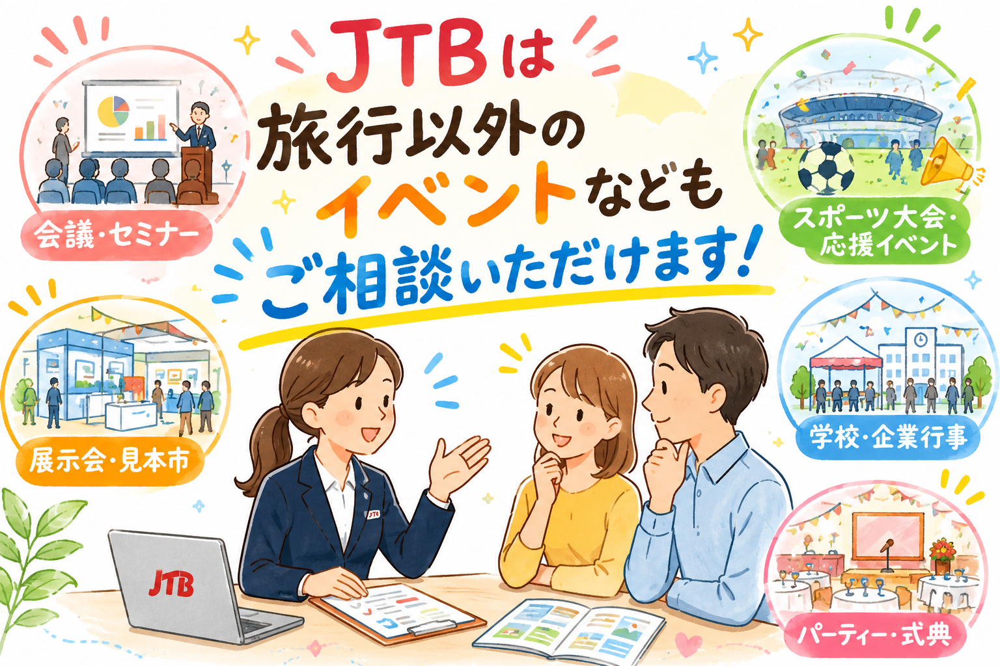 JTBは
旅行以外の
イベントなども
ご相談いただけます!
会議・セミナー
スポーツ大会・
応援イベント
展示会・見本市
学校・企業行事
パーティー・式典
JTB